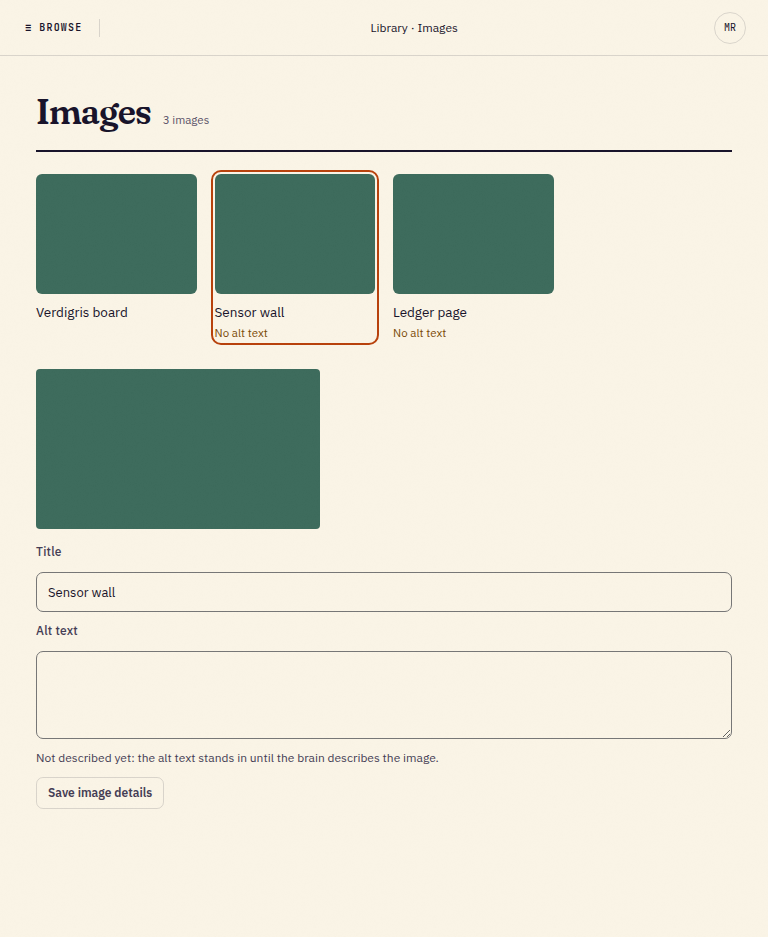 ≡ BROWSE
Library · Images
MR
Images
3 images
Verdigris board
Sensor wall
No alt text
Ledger page
No alt text
Title
Sensor wall
Alt text
Not described yet: the alt text stands in until the brain describes the image.
Save image details